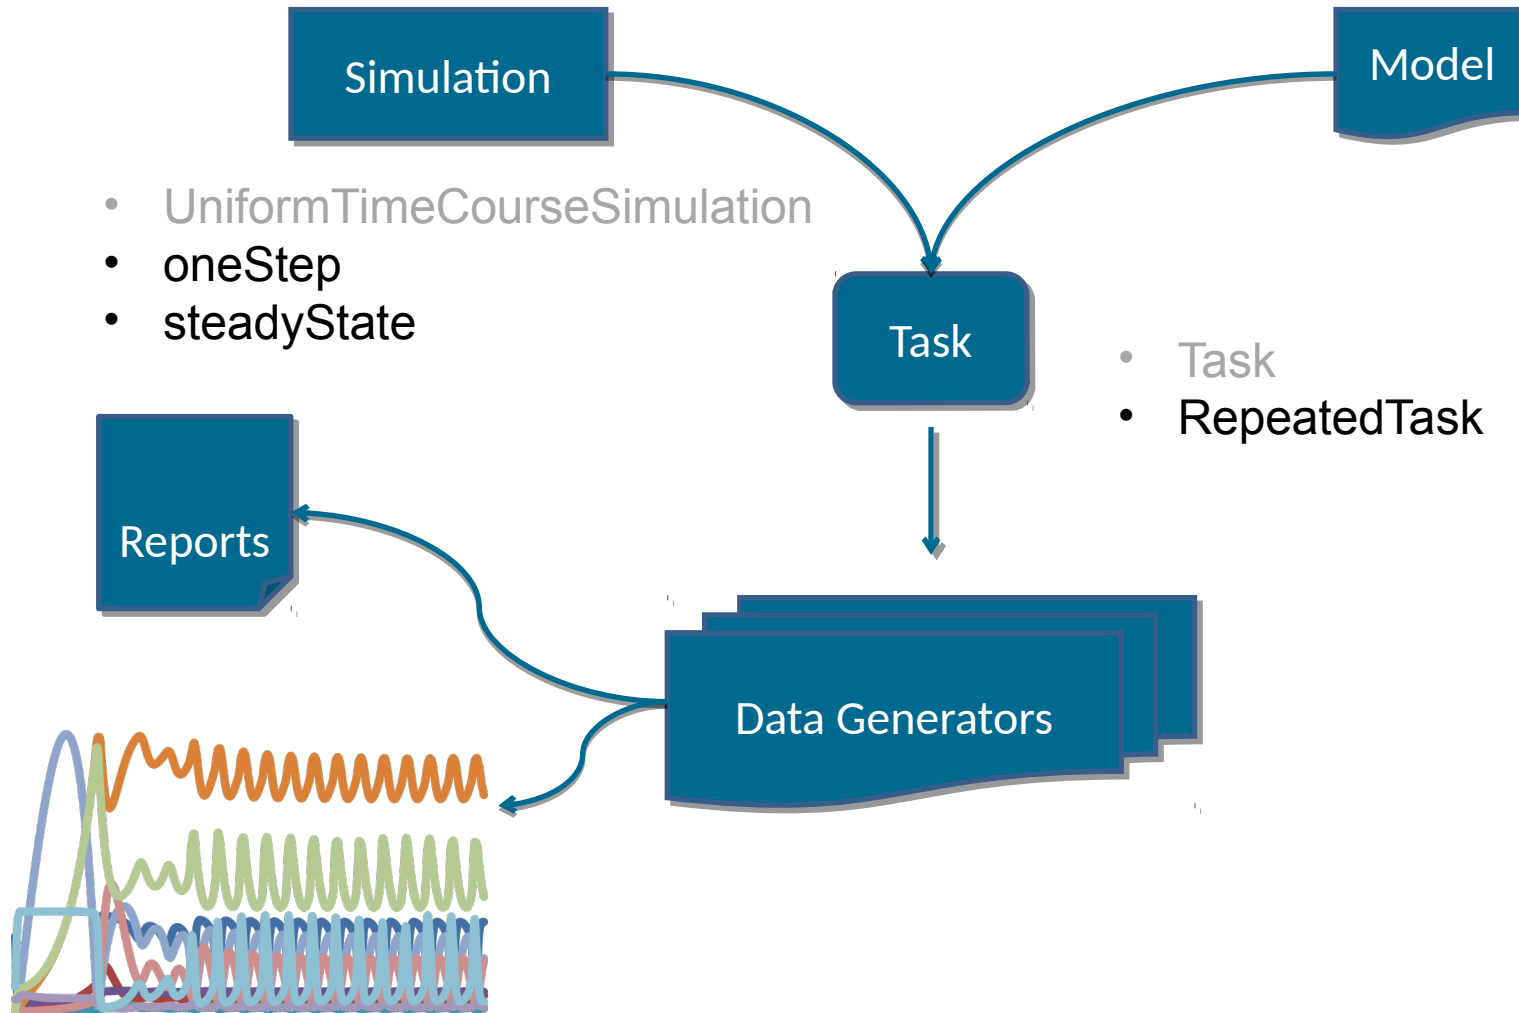 Simulation
Model
• UniformTimeCourseSimulation
• oneStep
• steadyState
Task
• Task
• RepeatedTask
Reports
Data Generators